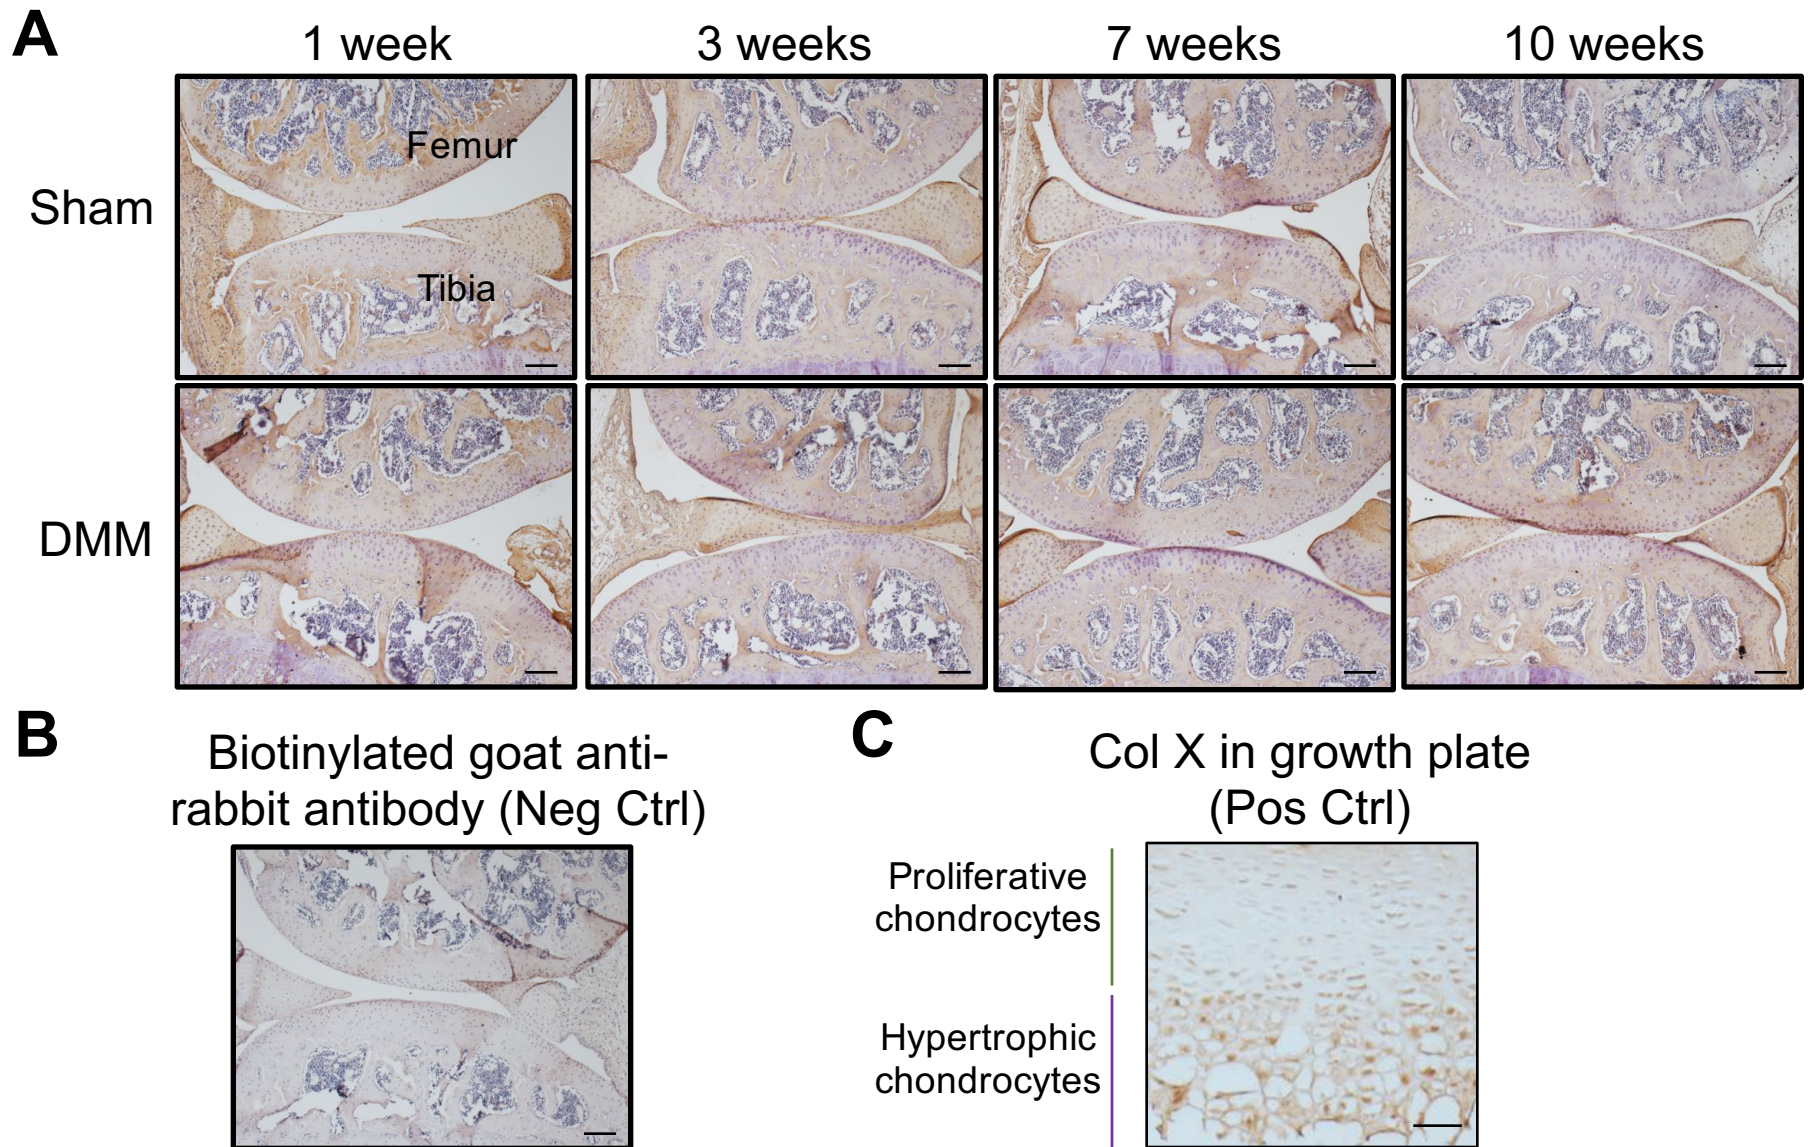 A
1 week 3 weeks 7 weeks 10 weeks
Sham
Femur
Tibia
DMM
B
Biotinylated goat anti-
rabbit antibody (Neg Ctrl)
C
Col X in growth plate
(Pos Ctrl)
Proliferative
chondrocytes
Hypertrophic
chondrocytes